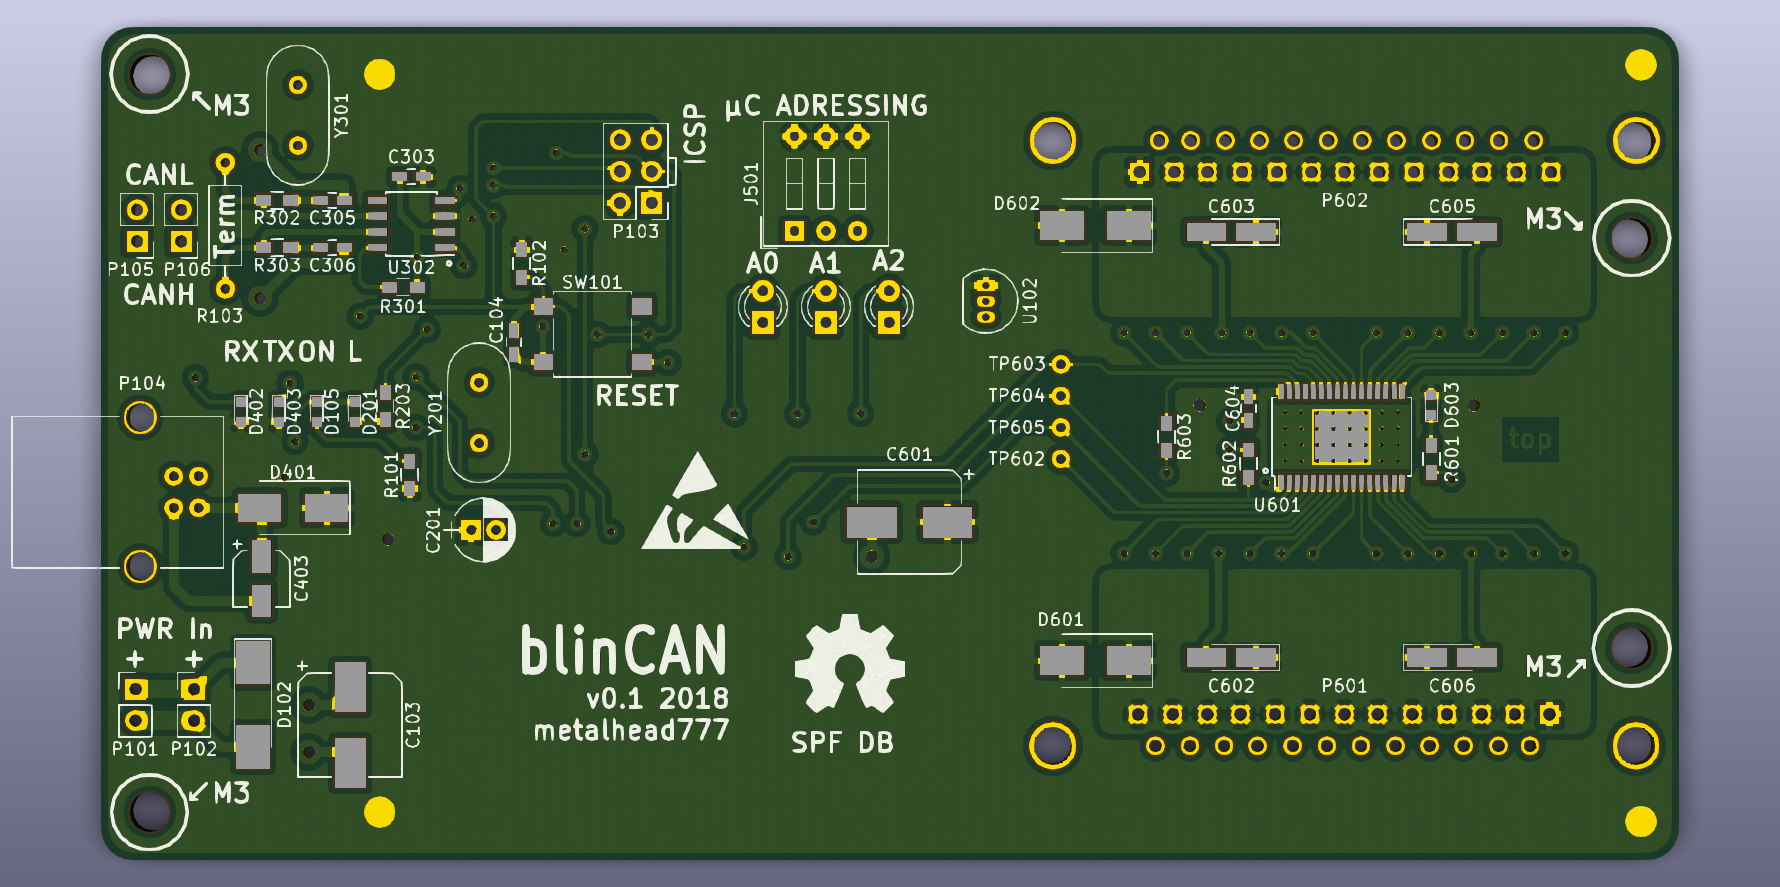 M3
Y301
CANL
C303
Term
R302
C305
R303
C306
P105
P106
CANH
R103
U302
R301
ICSP
P103
µC ADRESSING
J501
A0
A1
A2
R102
SW101
C104
RESET
U102
D602
P602
C603
C605
M3
RXTXON L
P104
D402
D403
D105
D201
R203
Y201
R101
D401
C201
C403
TP603
TP604
TP605
TP602
C601
+
R603
C604
R602
D603
R601
U601
top
PWR In
+
+
P101
P102
D102
+
C103
+
blinCAN
v0.1 2018
metalhead777
SPF DB
D601
C602
P601
C606
M3
M3